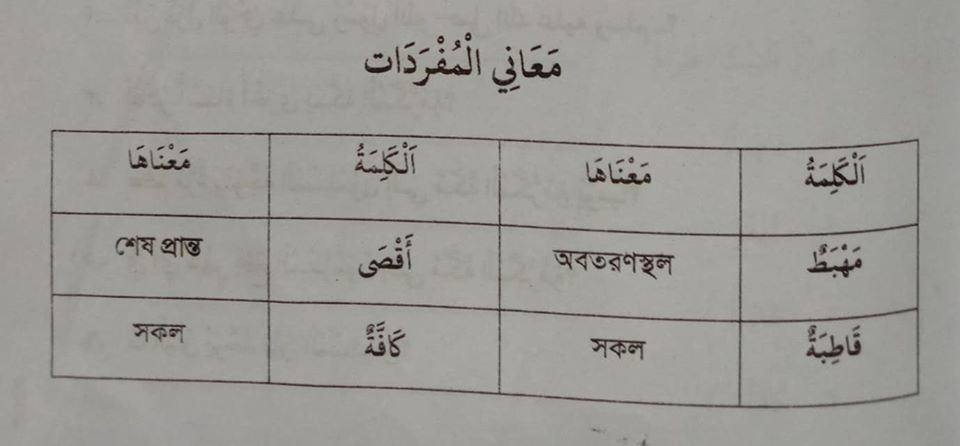 مَعَانِي الْمُفْرَدَات
اَلْكَلِمَةُ مَعْنَاهَا اَلْكَلِمَةُ مَعْنَاهَا
مَهْبَطٌ অবতরণস্থল أَقْصَى শেষ প্রান্ত
قَاطِبَةٌ সকল كَافَّةٌ সকল